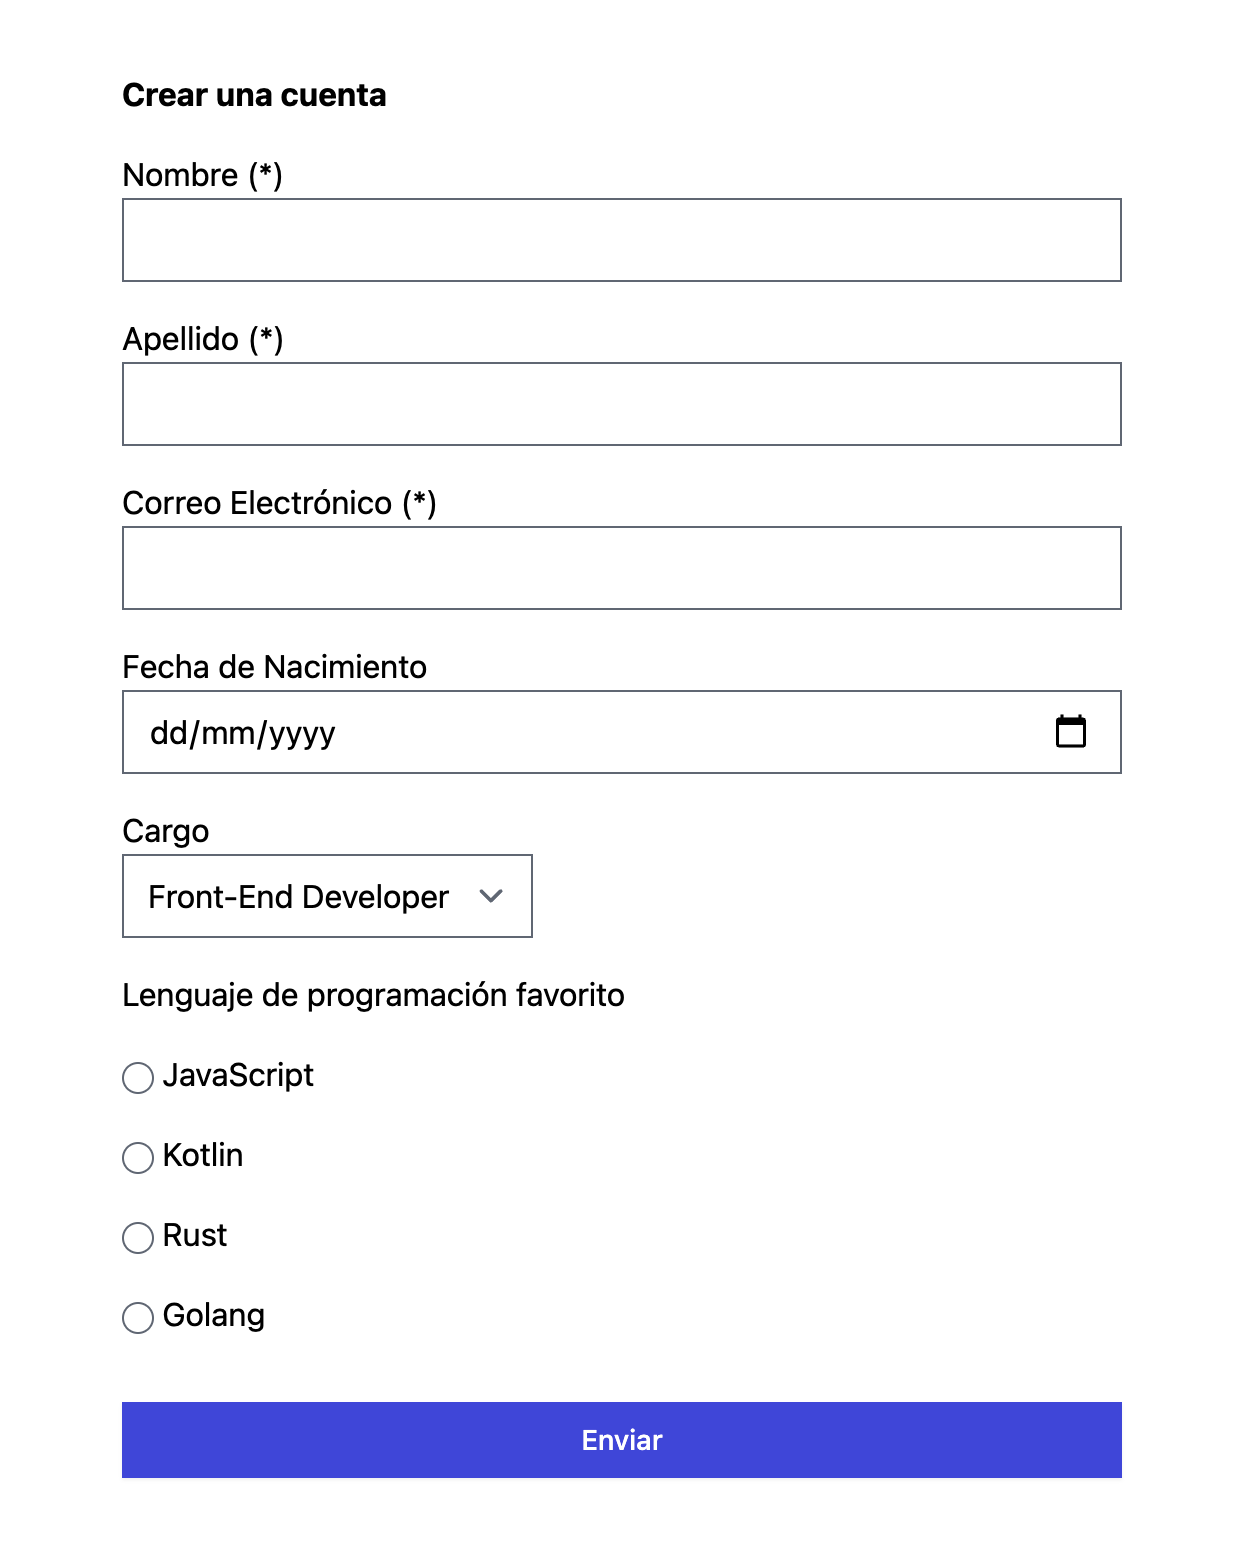 Crear una cuenta
Nombre (*)
Apellido (*)
Correo Electrónico (*)
Fecha de Nacimiento
dd/mm/yyyy
Cargo
Front-End Developer
Lenguaje de programación favorito
JavaScript
Kotlin
Rust
Golang
Enviar